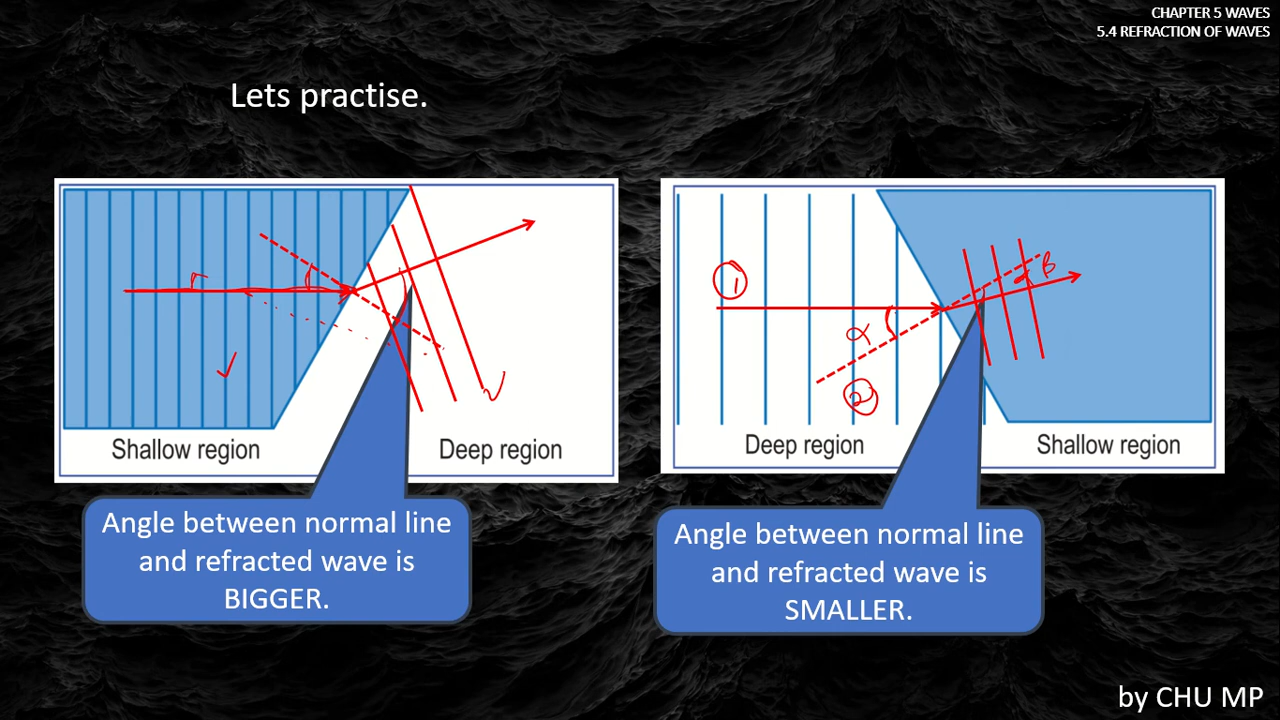 CHAPTER 5 WAVES
5.4 REFRACTION OF WAVES
Lets practise.
Shallow region
Deep region
Angle between normal line
and refracted wave is
BIGGER.
1
α
2
β
Deep region
Shallow region
Angle between normal line
and refracted wave is
SMALLER.
by CHU MP